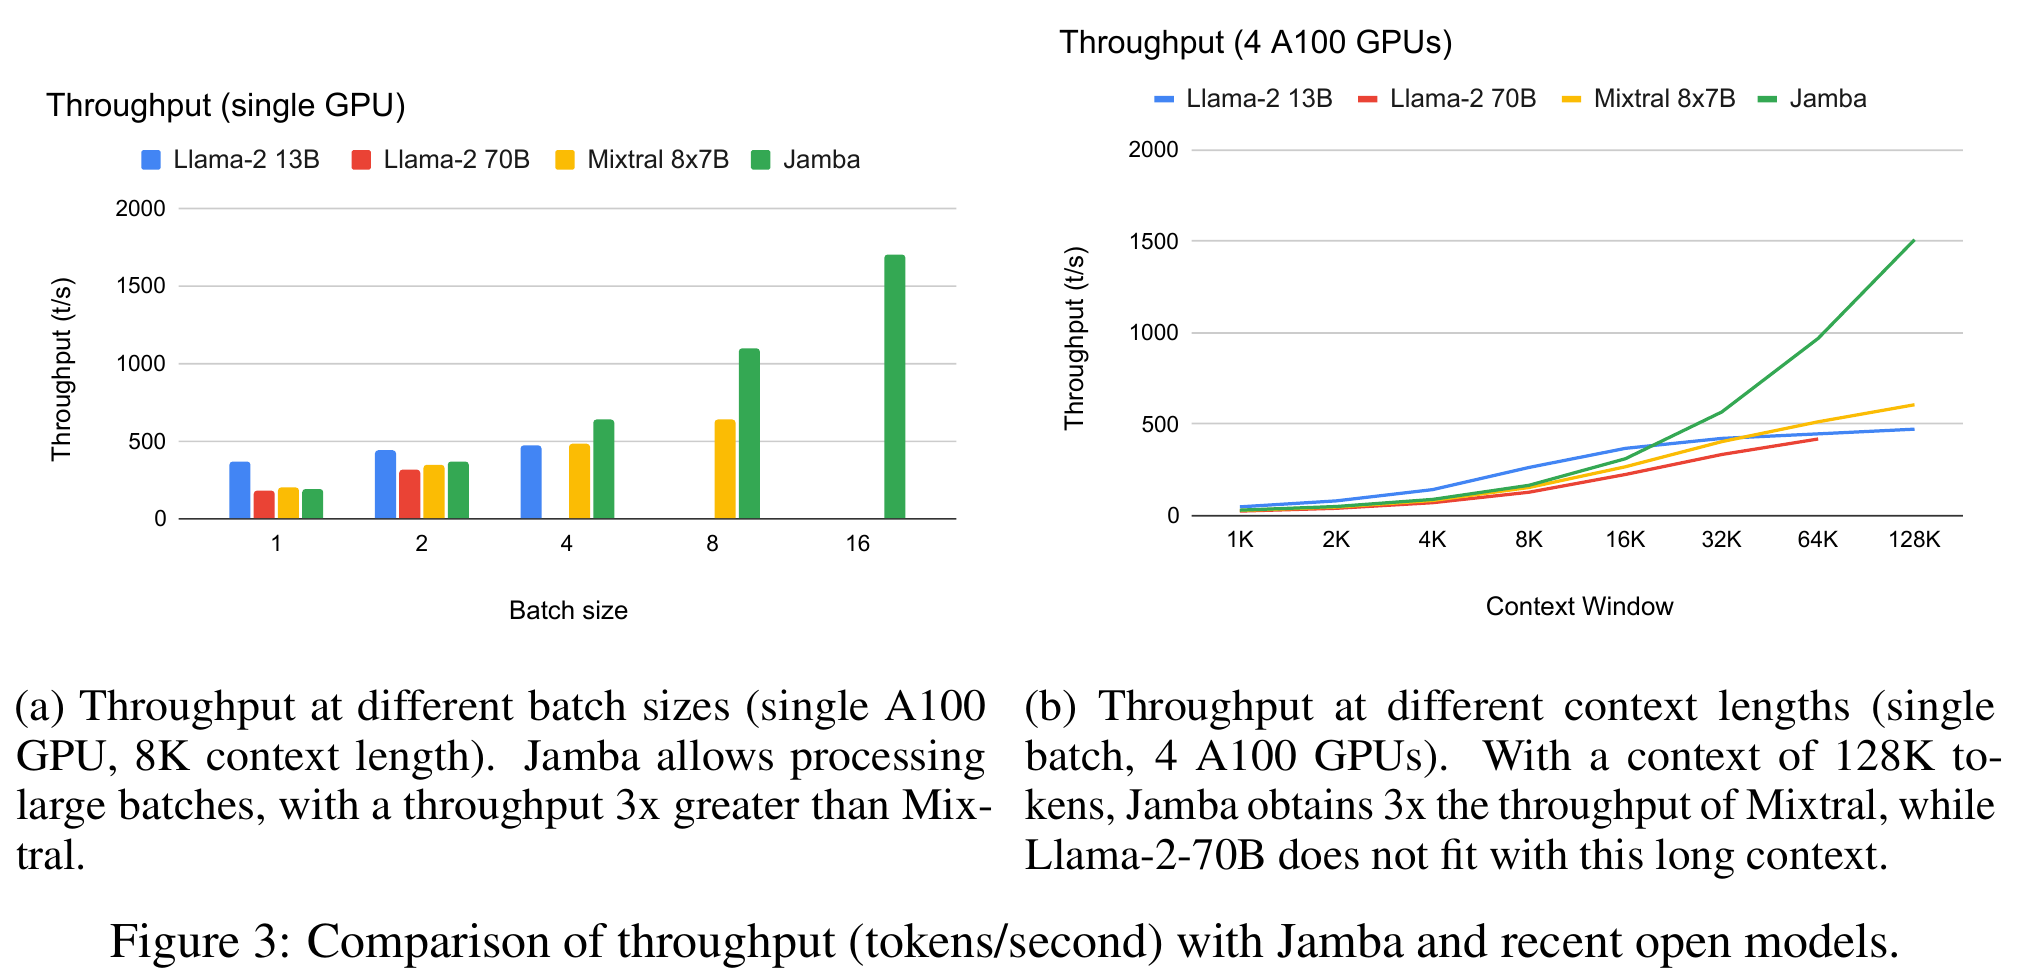 Throughput (single GPU)
Llama-2 13B Llama-2 70B Mixtral 8x7B Jamba
Throughput (t/s)
2000
1500
1000
500
0
1 2 4 8 16
Batch size
Throughput (4 A100 GPUs)
Llama-2 13B Llama-2 70B Mixtral 8x7B Jamba
Throughput (t/s)
2000
1500
1000
500
0
1K 2K 4K 8K 16K 32K 64K 128K
Context Window
(a) Throughput at different batch sizes (single A100
GPU, 8K context length). Jamba allows processing
large batches, with a throughput 3x greater than Mix-
tral.
(b) Throughput at different context lengths (single
batch, 4 A100 GPUs). With a context of 128K to-
kens, Jamba obtains 3x the throughput of Mixtral, while
Llama-2-70B does not fit with this long context.
Figure 3: Comparison of throughput (tokens/second) with Jamba and recent open models.